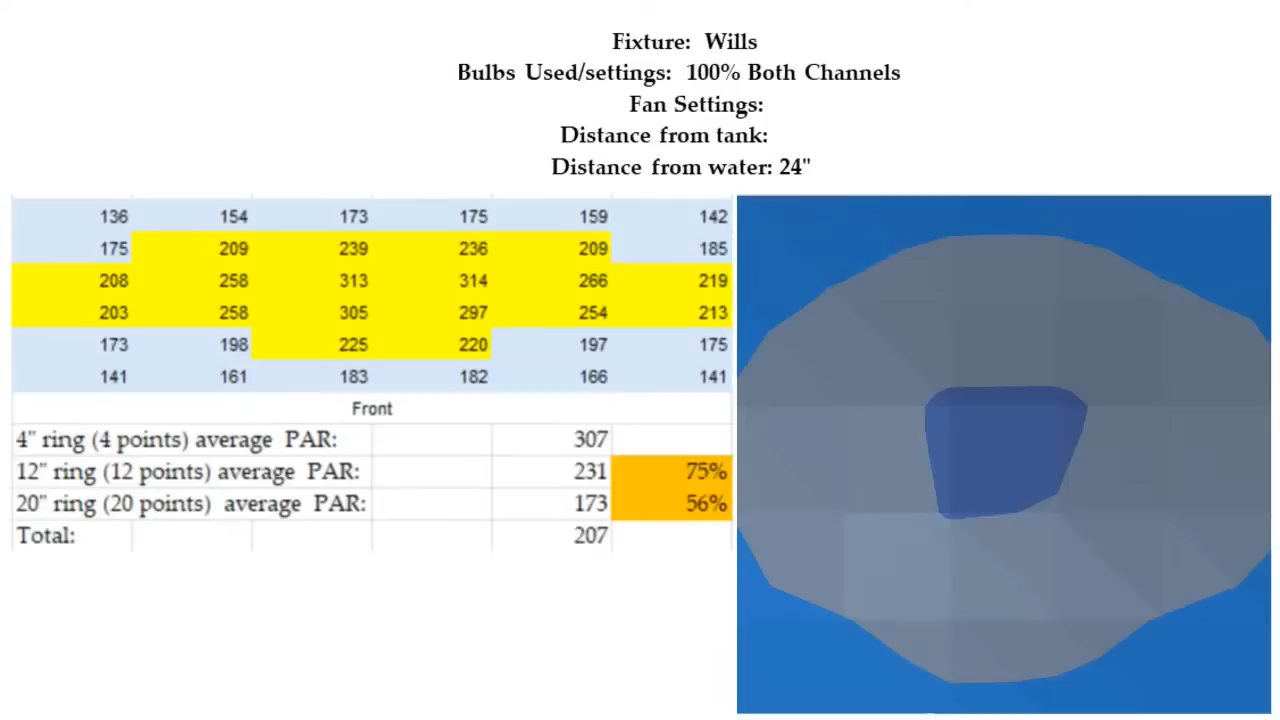 Fixture: Wills
Bulbs Used/settings: 100% Both Channels
Fan Settings:
Distance from tank:
Distance from water: 24"
136 154 173 175 159 142
175 209 239 236 209 185
208 258 313 314 266 219
203 258 305 297 254 213
173 198 225 220 197 175
141 161 183 182 166 141
Front
4" ring (4 points) average PAR: 307
12" ring (12 points) average PAR: 231 75%
20" ring (20 points) average PAR: 173 56%
Total: 207